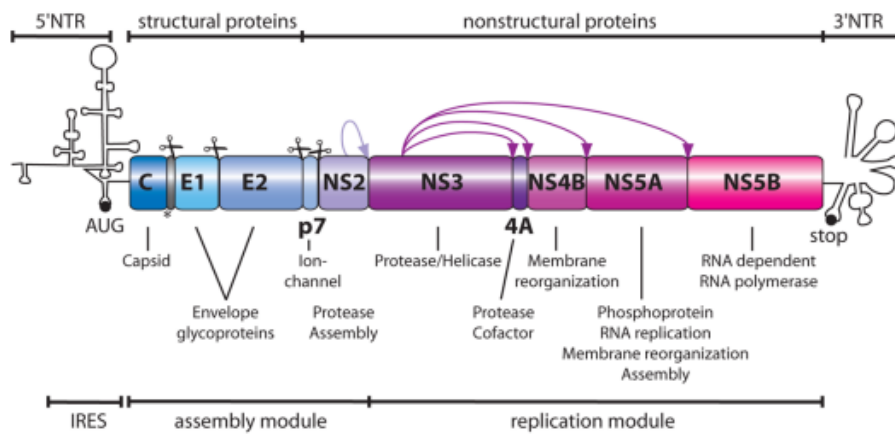 5'NTR structural proteins nonstructural proteins 3'NTR
C E1 E2 NS2 NS3 NS4B NS5A NS5B
*
AUG p7 4A stop
Capsid Ion- Protease/Helicase Membrane RNA dependent
channel reorganization RNA polymerase
Envelope Protease Protease Phosphoprotein
glycoproteins Assembly Cofactor RNA replication
Membrane reorganization
Assembly
IRES assembly module replication module